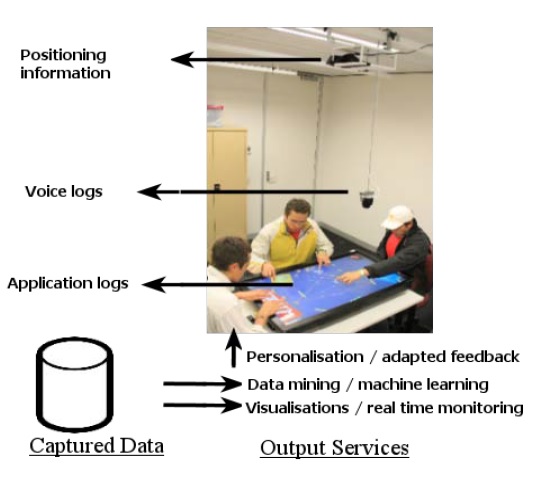 Positioning
information
Voice logs
Application logs
Personalisation / adapted feedback
Data mining / machine learning
Visualisations / real time monitoring
Captured Data
Output Services